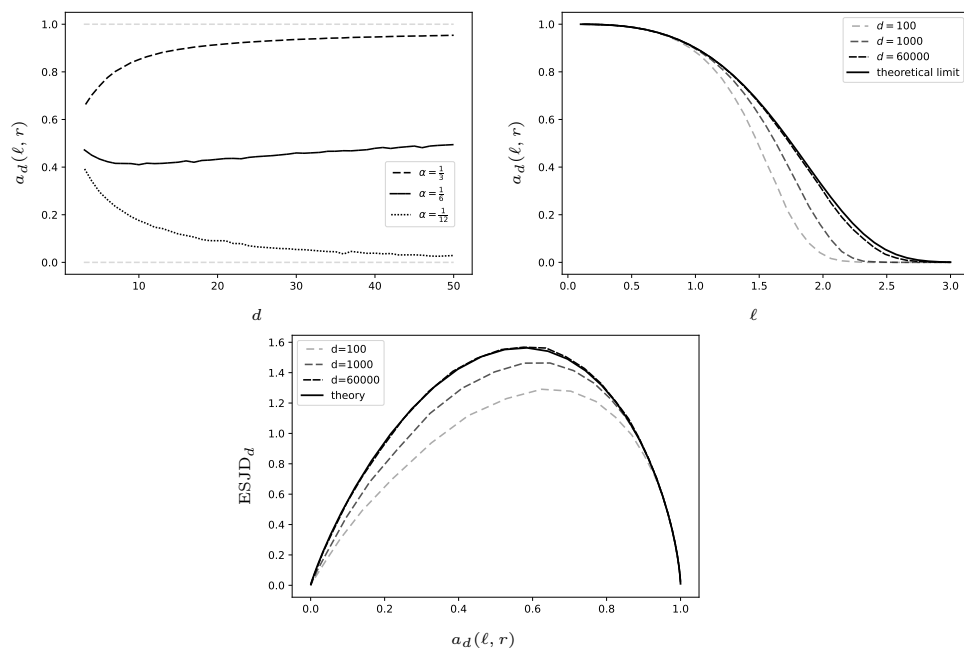 1.0
0.8
0.6
0.4
0.2
0.0
a_d(ℓ, r)
α = 1/3
α = 1/6
α = 1/12
10
20
30
40
50
d
1.0
0.8
0.6
0.4
0.2
0.0
a_d(ℓ, r)
d = 100
d = 1000
d = 60000
theoretical limit
0.0
0.5
1.0
1.5
2.0
2.5
3.0
ℓ
1.6
1.4
1.2
1.0
0.8
0.6
0.4
0.2
0.0
ESJD_d
d=100
d=1000
d=60000
theory
0.0
0.2
0.4
0.6
0.8
1.0
a_d(ℓ, r)